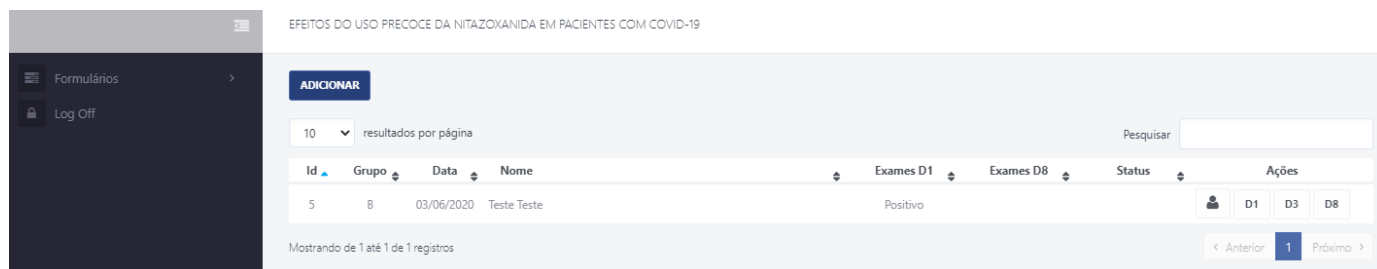 EFEITOS DO USO PRECOCE DA NITAZOXANIDA EM PACIENTES COM COVID-19
Formulários
Log Off
ADICIONAR
10 resultados por página Pesquisar
Id Grupo Data Nome Exames D1 Exames D8 Status Ações
5 B 03/06/2020 Teste Teste Positivo D1 D3 D8
Mostrando de 1 até 1 de 1 registros < Anterior 1 Próximo >